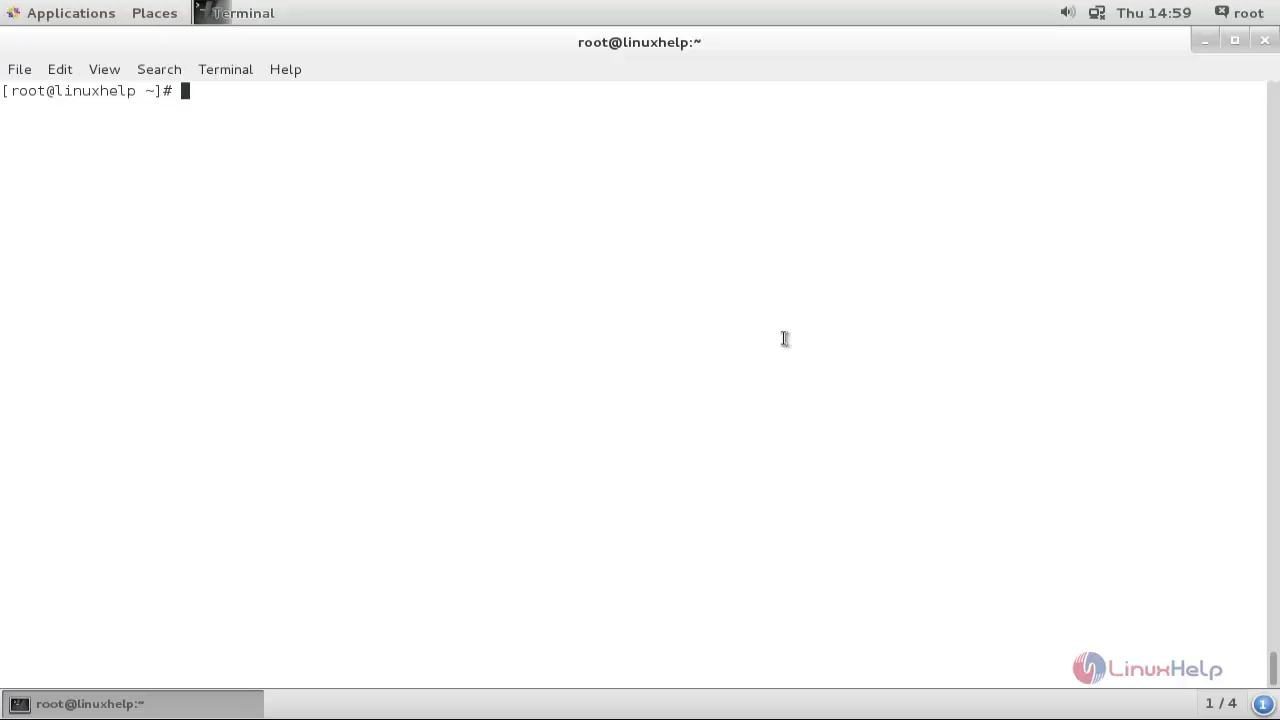 Applications Places Terminal Thu 14:59 root
root@linuxhelp:~
File Edit View Search Terminal Help
[root@linuxhelp ~]#
LinuxHelp
root@linuxhelp:~ 1 / 4 1